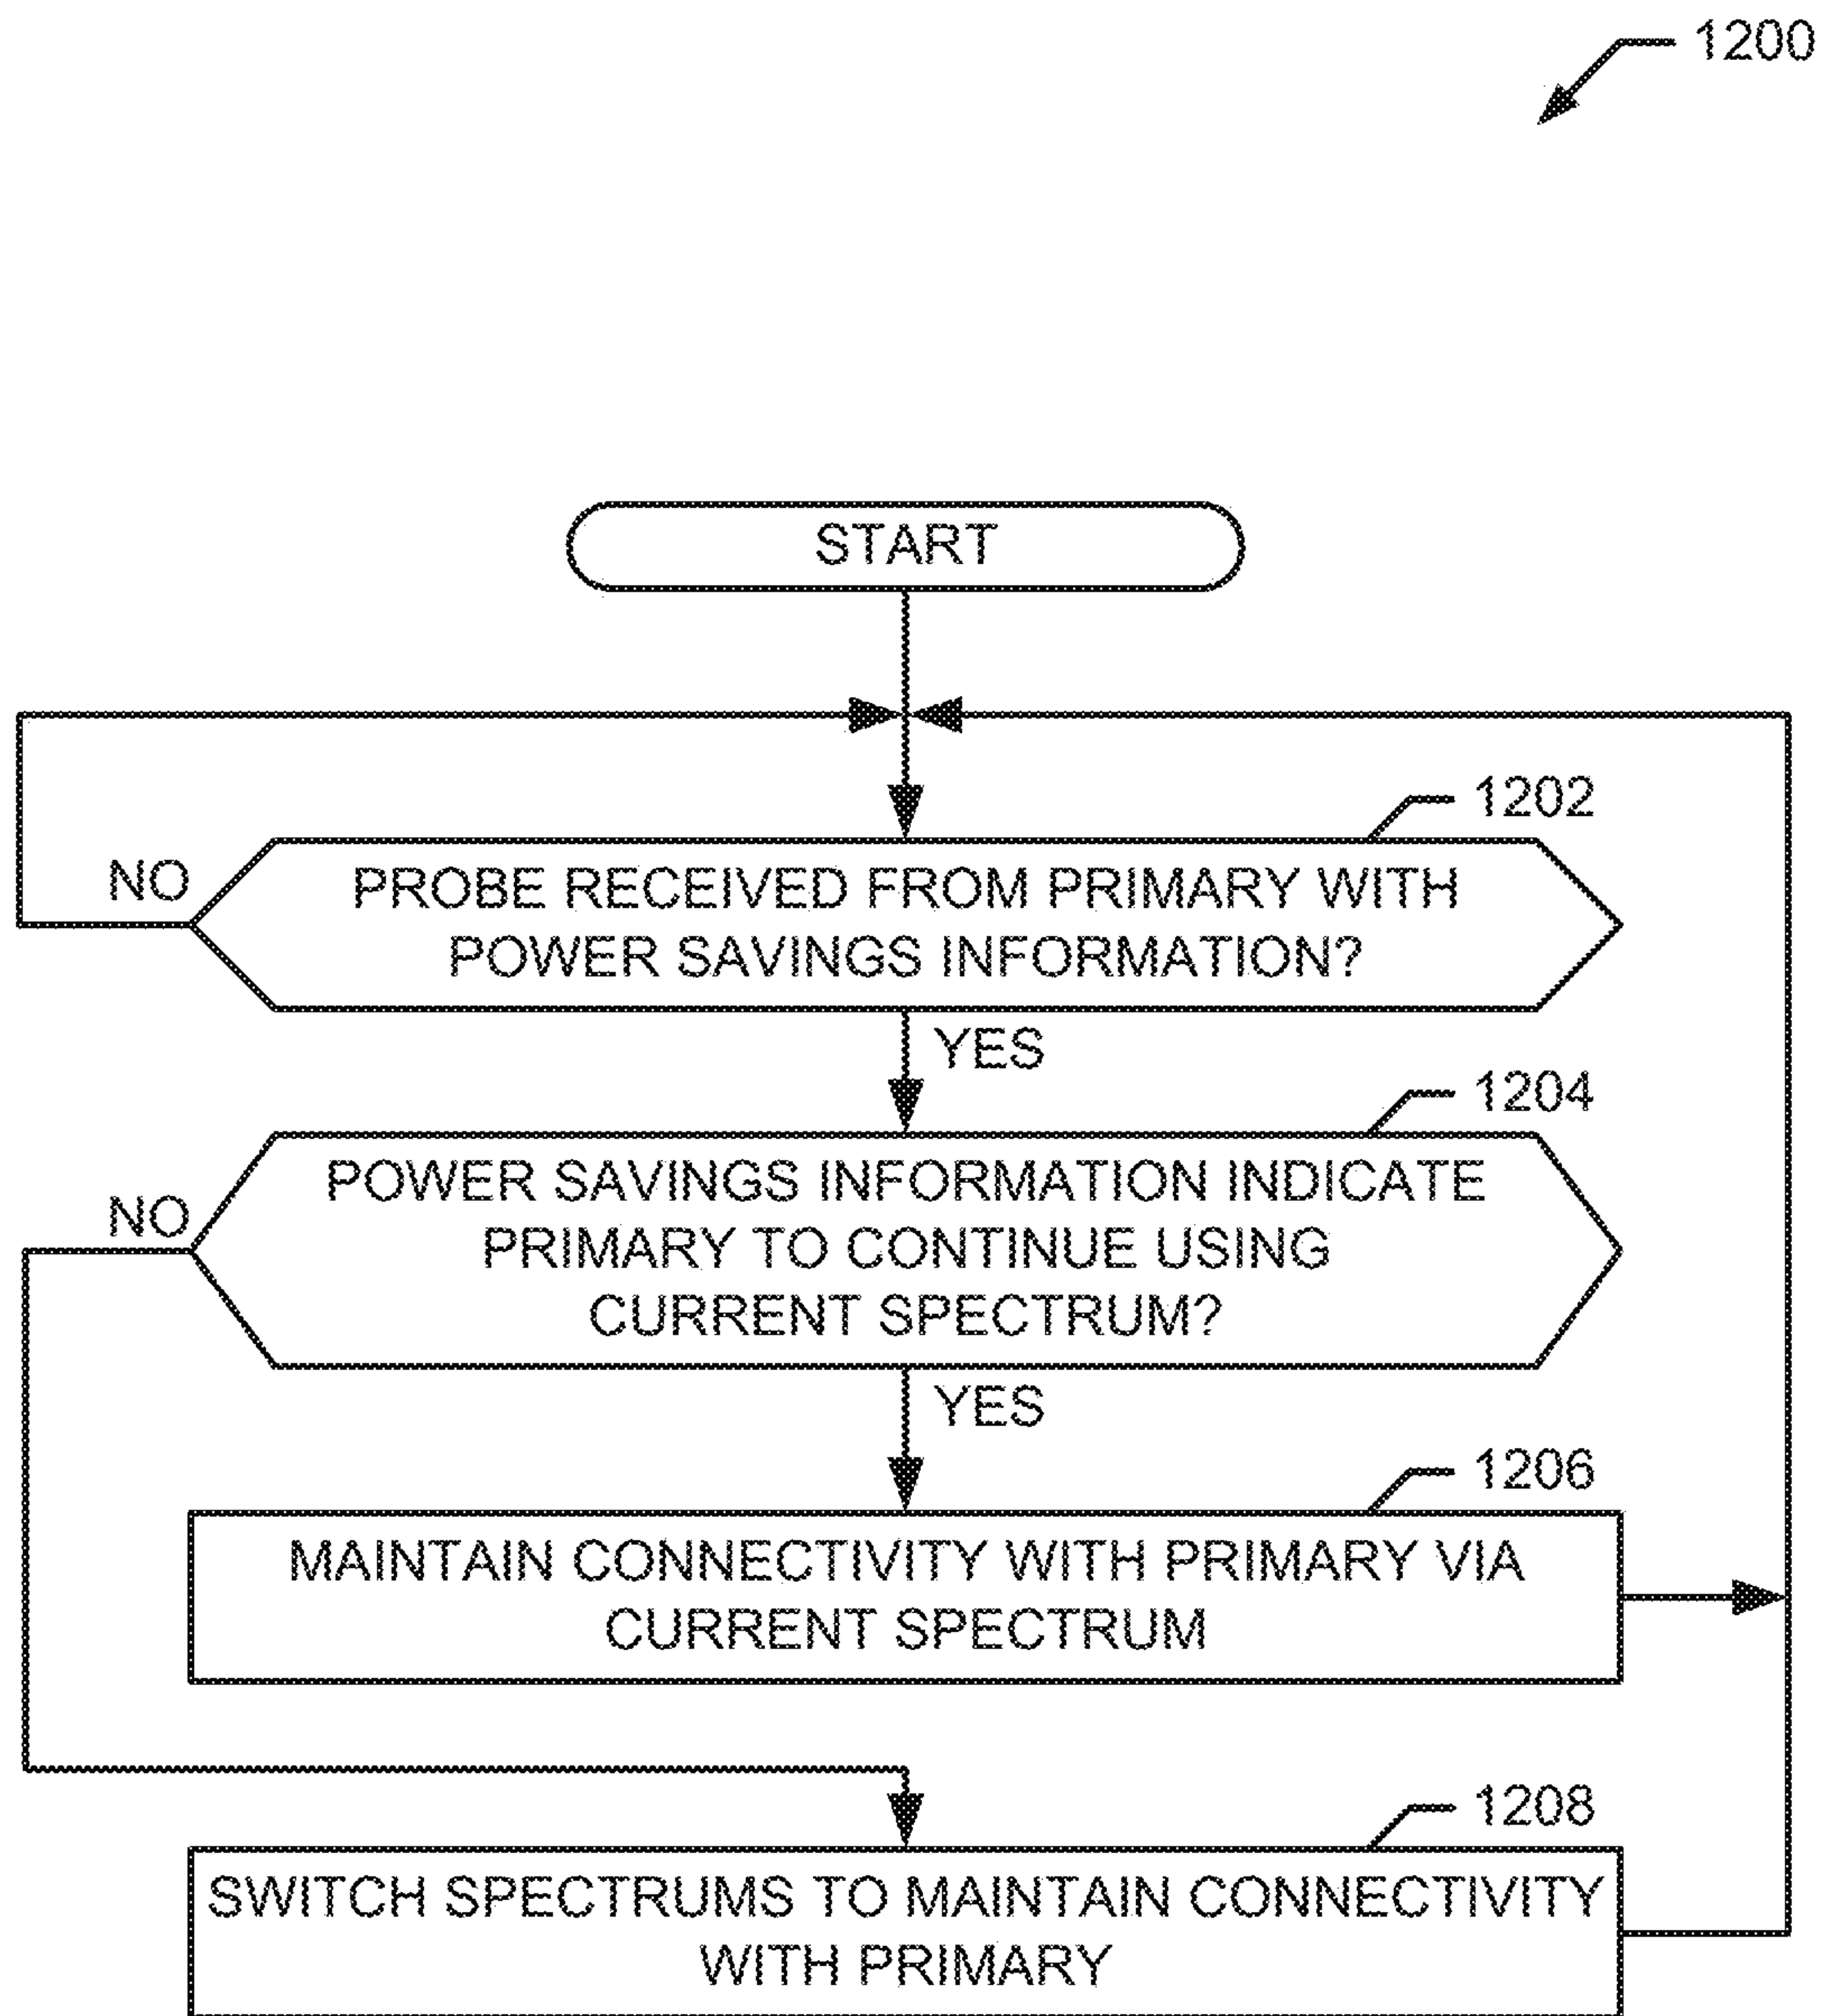 1200
START
1202
NO
PROBE RECEIVED FROM PRIMARY WITH
POWER SAVINGS INFORMATION?
YES
1204
NO
POWER SAVINGS INFORMATION INDICATE
PRIMARY TO CONTINUE USING
CURRENT SPECTRUM?
YES
1206
MAINTAIN CONNECTIVITY WITH PRIMARY VIA
CURRENT SPECTRUM
1208
SWITCH SPECTRUMS TO MAINTAIN CONNECTIVITY
WITH PRIMARY